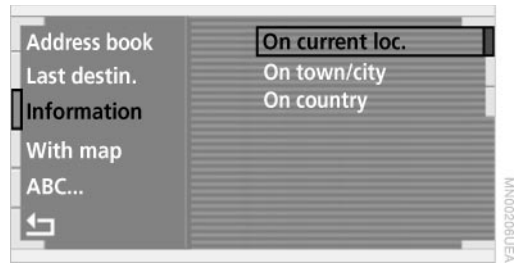 Address book
Last destin.
Information
With map
ABC...
On current loc.
On town/city
On country
MN00206UEA